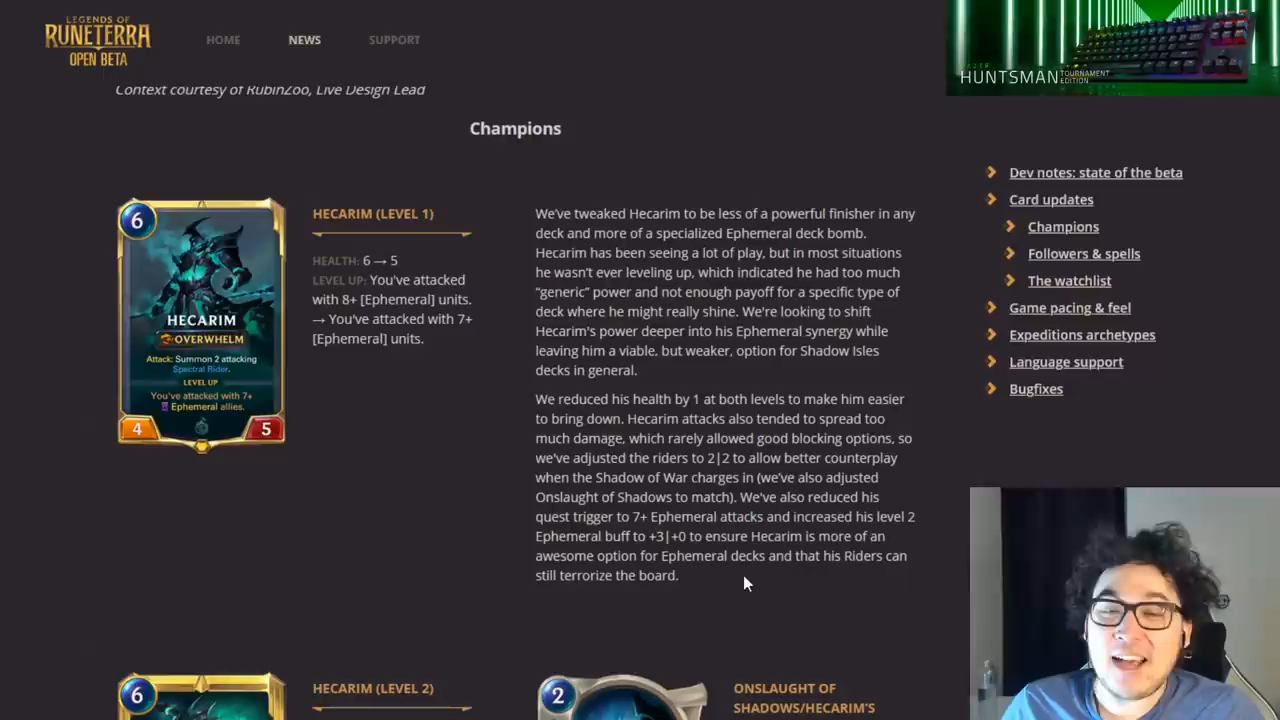 LEGENDS OF
RUNETERRA
OPEN BETA
HOME
NEWS
SUPPORT
HUNTSMAN TOURNAMENT
EDITION
Context courtesy of RubinZoo, Live Design Lead
Champions
6
HECARIM
OVERWHELM
Attack: Summon 2 attacking
Spectral Rider.
LEVEL UP
You've attacked with 7+
Ephemeral allies.
4
5
HECARIM (LEVEL 1)
HEALTH: 6 → 5
LEVEL UP: You've attacked
with 8+ [Ephemeral] units.
→ You've attacked with 7+
[Ephemeral] units.
We've tweaked Hecarim to be less of a powerful finisher in any
deck and more of a specialized Ephemeral deck bomb.
Hecarim has been seeing a lot of play, but in most situations
he wasn't ever leveling up, which indicated he had too much
“generic” power and not enough payoff for a specific type of
deck where he might really shine. We're looking to shift
Hecarim's power deeper into his Ephemeral synergy while
leaving him a viable, but weaker, option for Shadow Isles
decks in general.
We reduced his health by 1 at both levels to make him easier
to bring down. Hecarim attacks also tended to spread too
much damage, which rarely allowed good blocking options, so
we've adjusted the riders to 2|2 to allow better counterplay
when the Shadow of War charges in (we've also adjusted
Onslaught of Shadows to match). We've also reduced his
quest trigger to 7+ Ephemeral attacks and increased his level 2
Ephemeral buff to +3|+0 to ensure Hecarim is more of an
awesome option for Ephemeral decks and that his Riders can
still terrorize the board.
Dev notes: state of the beta
Card updates
Champions
Followers & spells
The watchlist
Game pacing & feel
Expeditions archetypes
Language support
Bugfixes
6
HECARIM (LEVEL 2)
2
ONSLAUGHT OF
SHADOWS/HECARIM'S